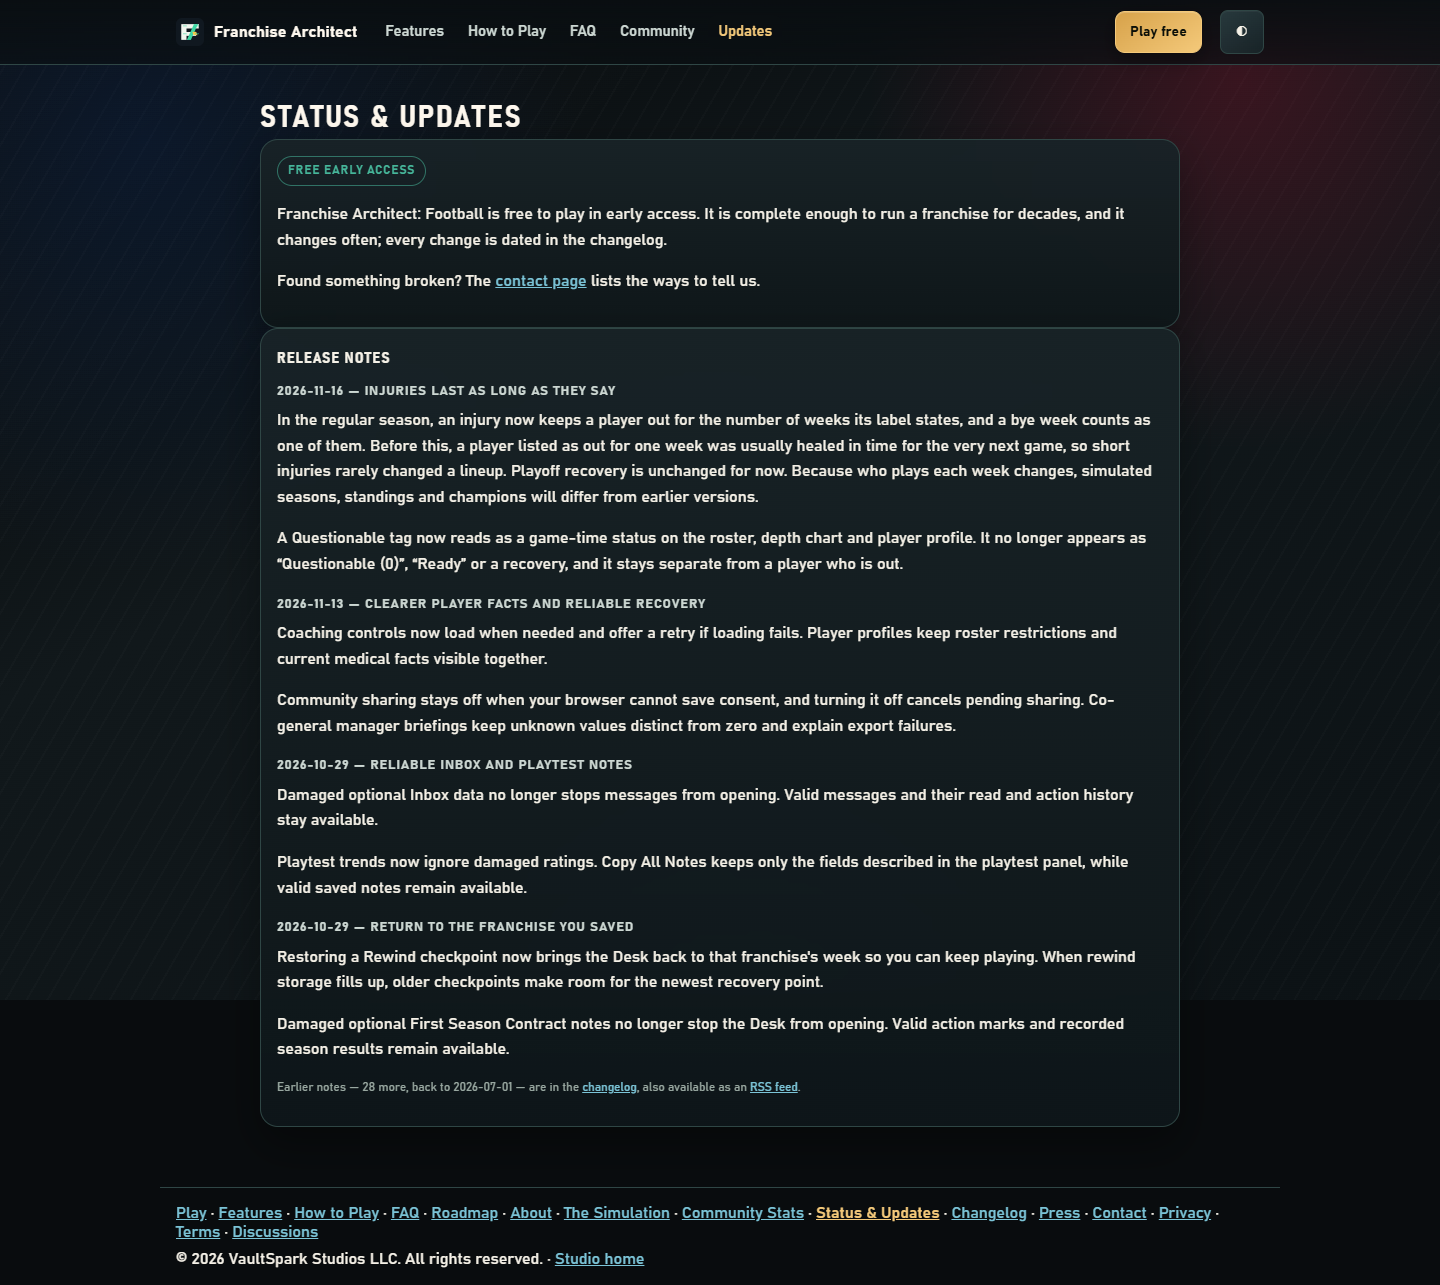 Franchise Architect Features How to Play FAQ Community Updates Play free
STATUS & UPDATES
FREE EARLY ACCESS
Franchise Architect: Football is free to play in early access. It is complete enough to run a franchise for decades, and it
changes often; every change is dated in the changelog.
Found something broken? The contact page lists the ways to tell us.
RELEASE NOTES
2026-11-16 — INJURIES LAST AS LONG AS THEY SAY
In the regular season, an injury now keeps a player out for the number of weeks its label states, and a bye week counts as
one of them. Before this, a player listed as out for one week was usually healed in time for the very next game, so short
injuries rarely changed a lineup. Playoff recovery is unchanged for now. Because who plays each week changes, simulated
seasons, standings and champions will differ from earlier versions.
A Questionable tag now reads as a game-time status on the roster, depth chart and player profile. It no longer appears as
“Questionable (0)”, “Ready” or a recovery, and it stays separate from a player who is out.
2026-11-13 — CLEARER PLAYER FACTS AND RELIABLE RECOVERY
Coaching controls now load when needed and offer a retry if loading fails. Player profiles keep roster restrictions and
current medical facts visible together.
Community sharing stays off when your browser cannot save consent, and turning it off cancels pending sharing. Co-
general manager briefings keep unknown values distinct from zero and explain export failures.
2026-10-29 — RELIABLE INBOX AND PLAYTEST NOTES
Damaged optional Inbox data no longer stops messages from opening. Valid messages and their read and action history
stay available.
Playtest trends now ignore damaged ratings. Copy All Notes keeps only the fields described in the playtest panel, while
valid saved notes remain available.
2026-10-29 — RETURN TO THE FRANCHISE YOU SAVED
Restoring a Rewind checkpoint now brings the Desk back to that franchise's week so you can keep playing. When rewind
storage fills up, older checkpoints make room for the newest recovery point.
Damaged optional First Season Contract notes no longer stop the Desk from opening. Valid action marks and recorded
season results remain available.
Earlier notes — 28 more, back to 2026-07-01 — are in the changelog, also available as an RSS feed.
Play · Features · How to Play · FAQ · Roadmap · About · The Simulation · Community Stats · Status & Updates · Changelog · Press · Contact · Privacy ·
Terms · Discussions
© 2026 VaultSpark Studios LLC. All rights reserved. · Studio home